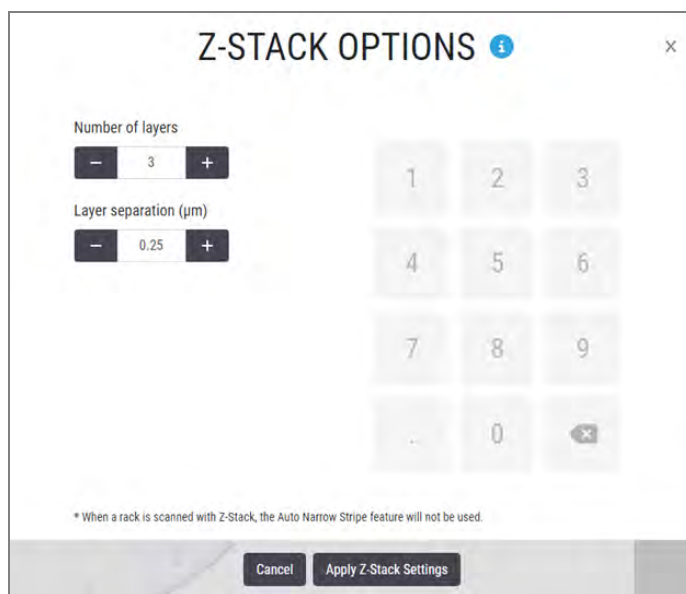 Z-STACK OPTIONS i
X
Number of layers
− 3 +
Layer separation (µm)
− 0.25 +
1 2 3
4 5 6
7 8 9
. 0
* When a rack is scanned with Z-Stack, the Auto Narrow Stripe feature will not be used.
Cancel Apply Z-Stack Settings